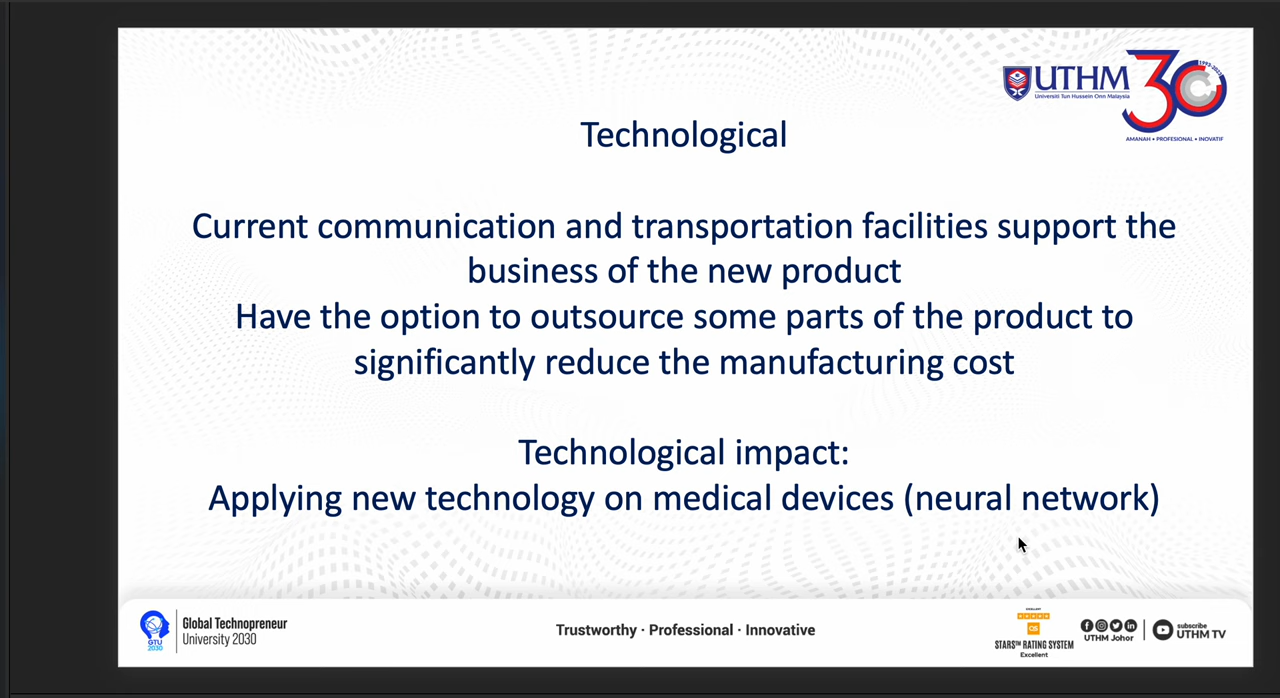 UTHM
Universiti Tun Hussein Onn Malaysia
30
AMANAH • PROFESIONAL • INOVATIF
Technological
Current communication and transportation facilities support the
business of the new product
Have the option to outsource some parts of the product to
significantly reduce the manufacturing cost
Technological impact:
Applying new technology on medical devices (neural network)
GTU
2030
Global Technopreneur
University 2030
Trustworthy · Professional · Innovative
QS
STARS™ RATING SYSTEM
Excellent
UTHM Johor
subscribe
UTHM TV